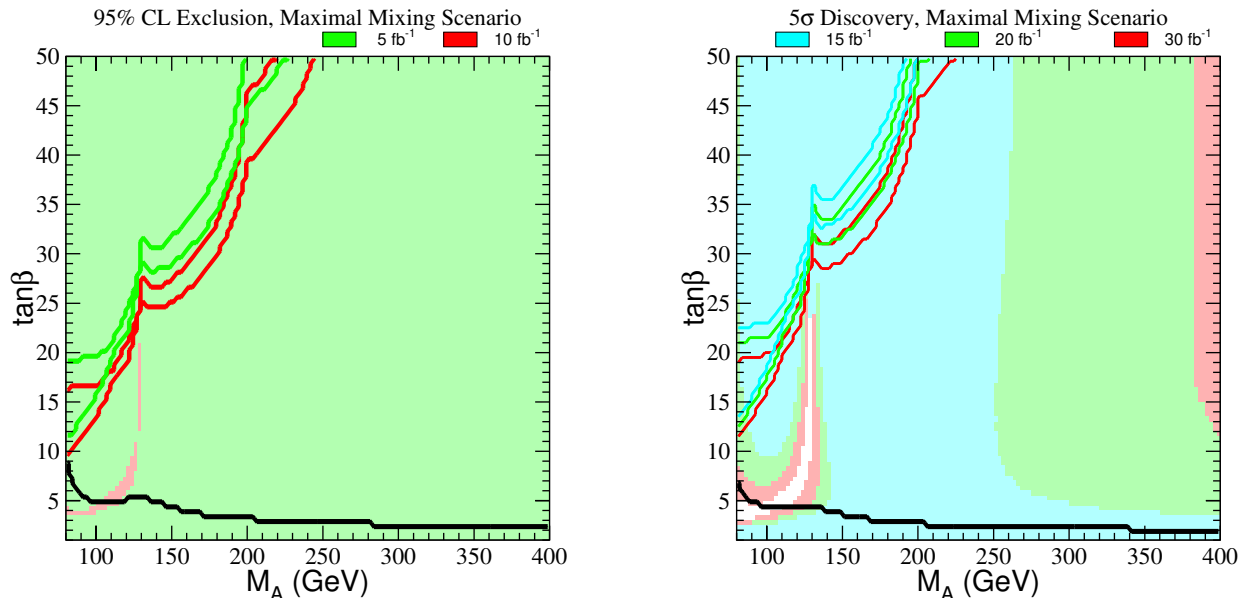 95% CL Exclusion, Maximal Mixing Scenario
5 fb⁻¹ 10 fb⁻¹
50
45
40
35
30
25
20
15
10
5
tanβ
100 150 200 250 300 350 400
M_A (GeV)
5σ Discovery, Maximal Mixing Scenario
15 fb⁻¹ 20 fb⁻¹ 30 fb⁻¹
50
45
40
35
30
25
20
15
10
5
tanβ
100 150 200 250 300 350 400
M_A (GeV)